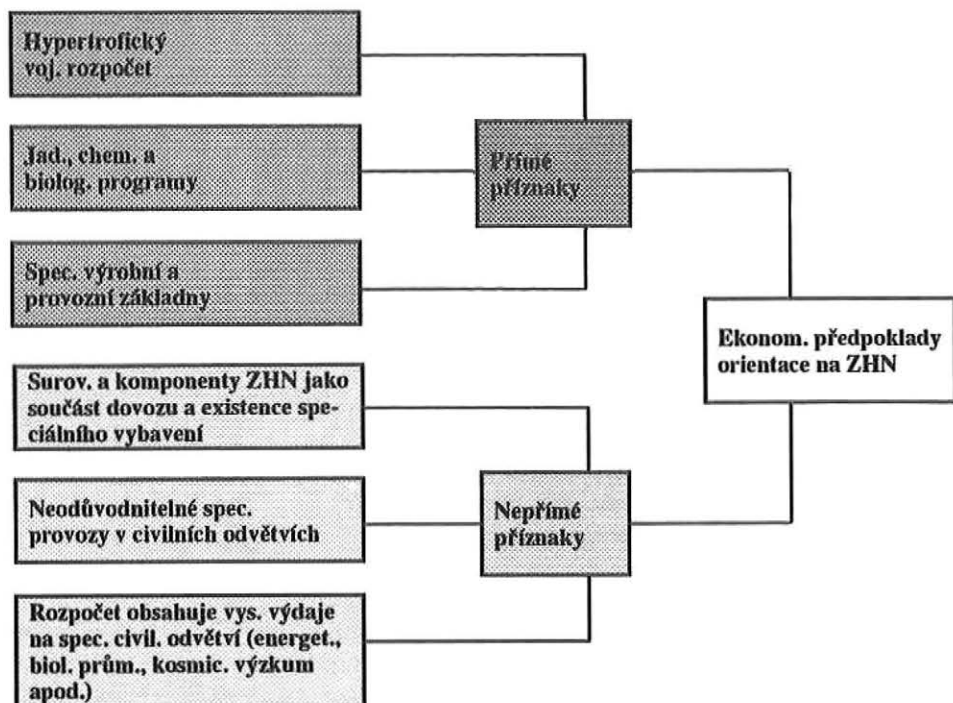 Hypertrofický
voj. rozpočet
Jad., chem. a
biolog. programy
Spec. výrobní a
provozní základny
Přímé
příznaky
Surov. a komponenty ZHN jako
součást dovozu a existence spe-
ciálního vybavení
Neodůvodnitelné spec.
provozy v civilních odvětvích
Rozpočet obsahuje vys. výdaje
na spec. civil. odvětví (energet.,
biol. prům., kosmic. výzkum
apod.)
Nepřímé
příznaky
Ekonom. předpoklady
orientace na ZHN